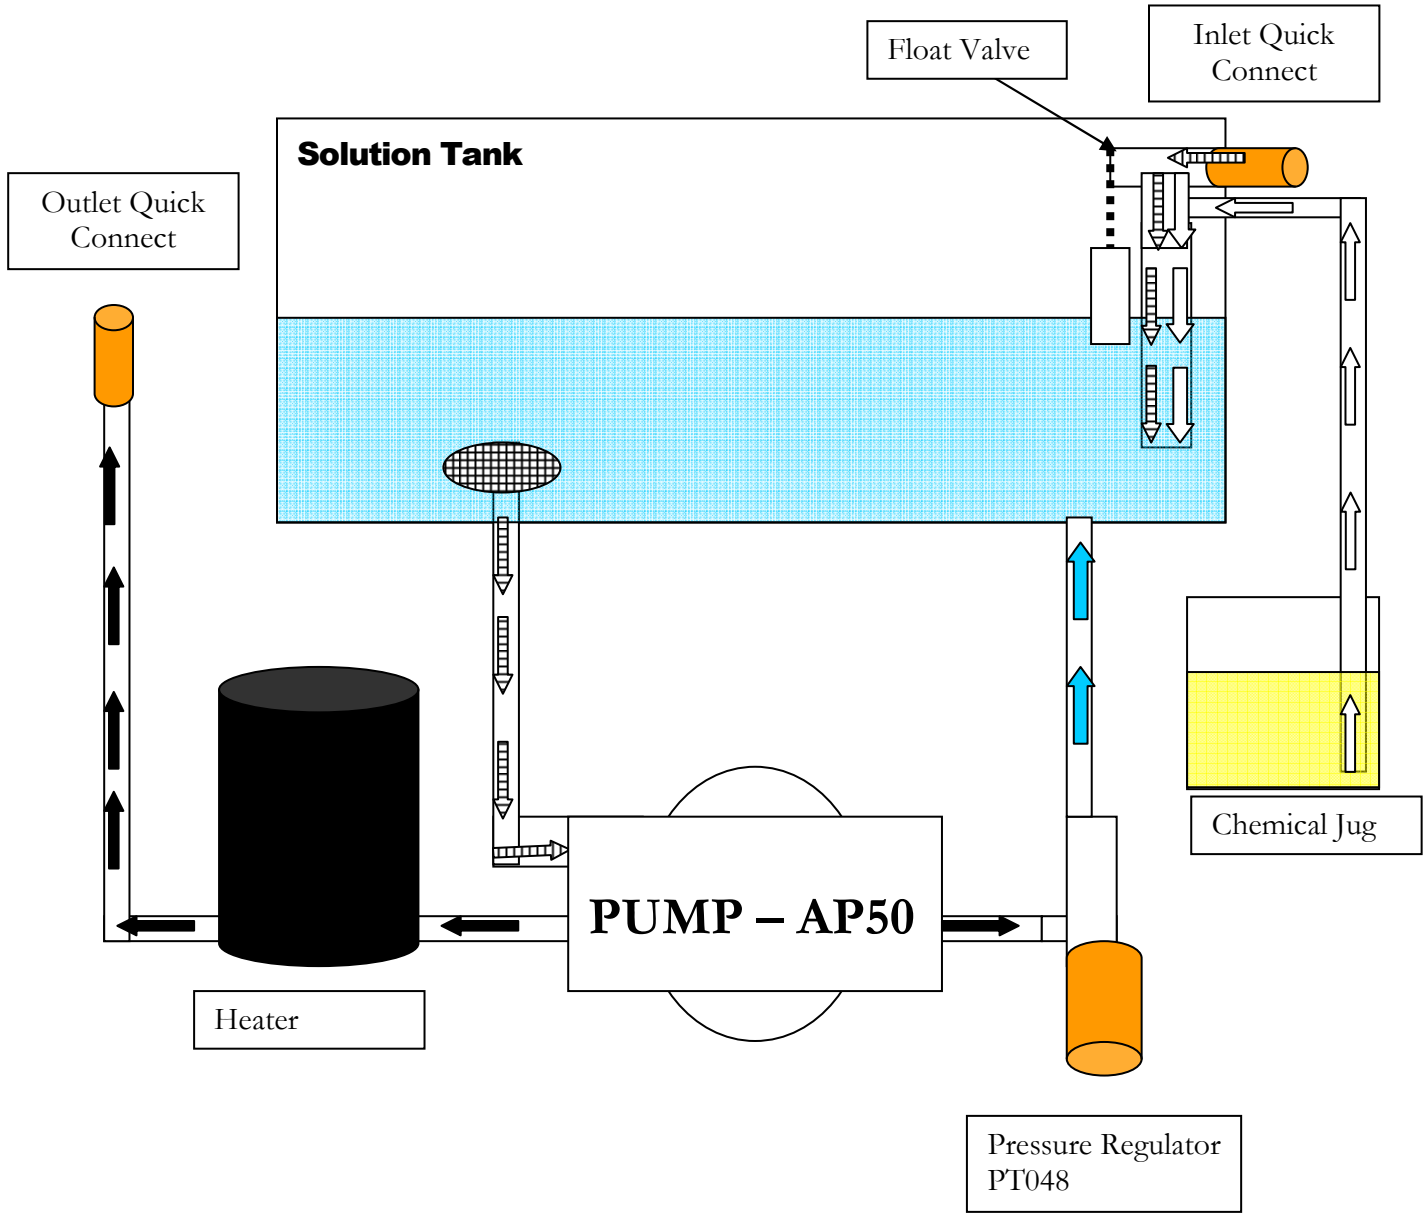 Float Valve
Inlet Quick
Connect
Solution Tank
Outlet Quick
Connect
Chemical Jug
PUMP – AP50
Heater
Pressure Regulator
PT048